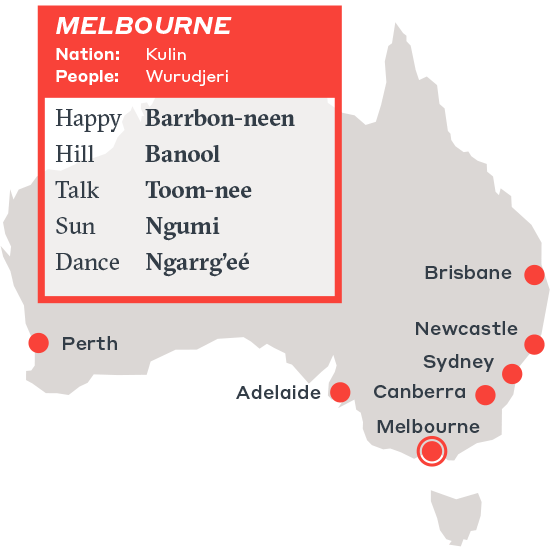 MELBOURNE
Nation: Kulin
People: Wurudjeri
Happy Barrbon-neen
Hill Banool
Talk Toom-nee
Sun Ngumi
Dance Ngarrg'eé
Brisbane
Newcastle
Perth
Sydney
Adelaide
Canberra
Melbourne